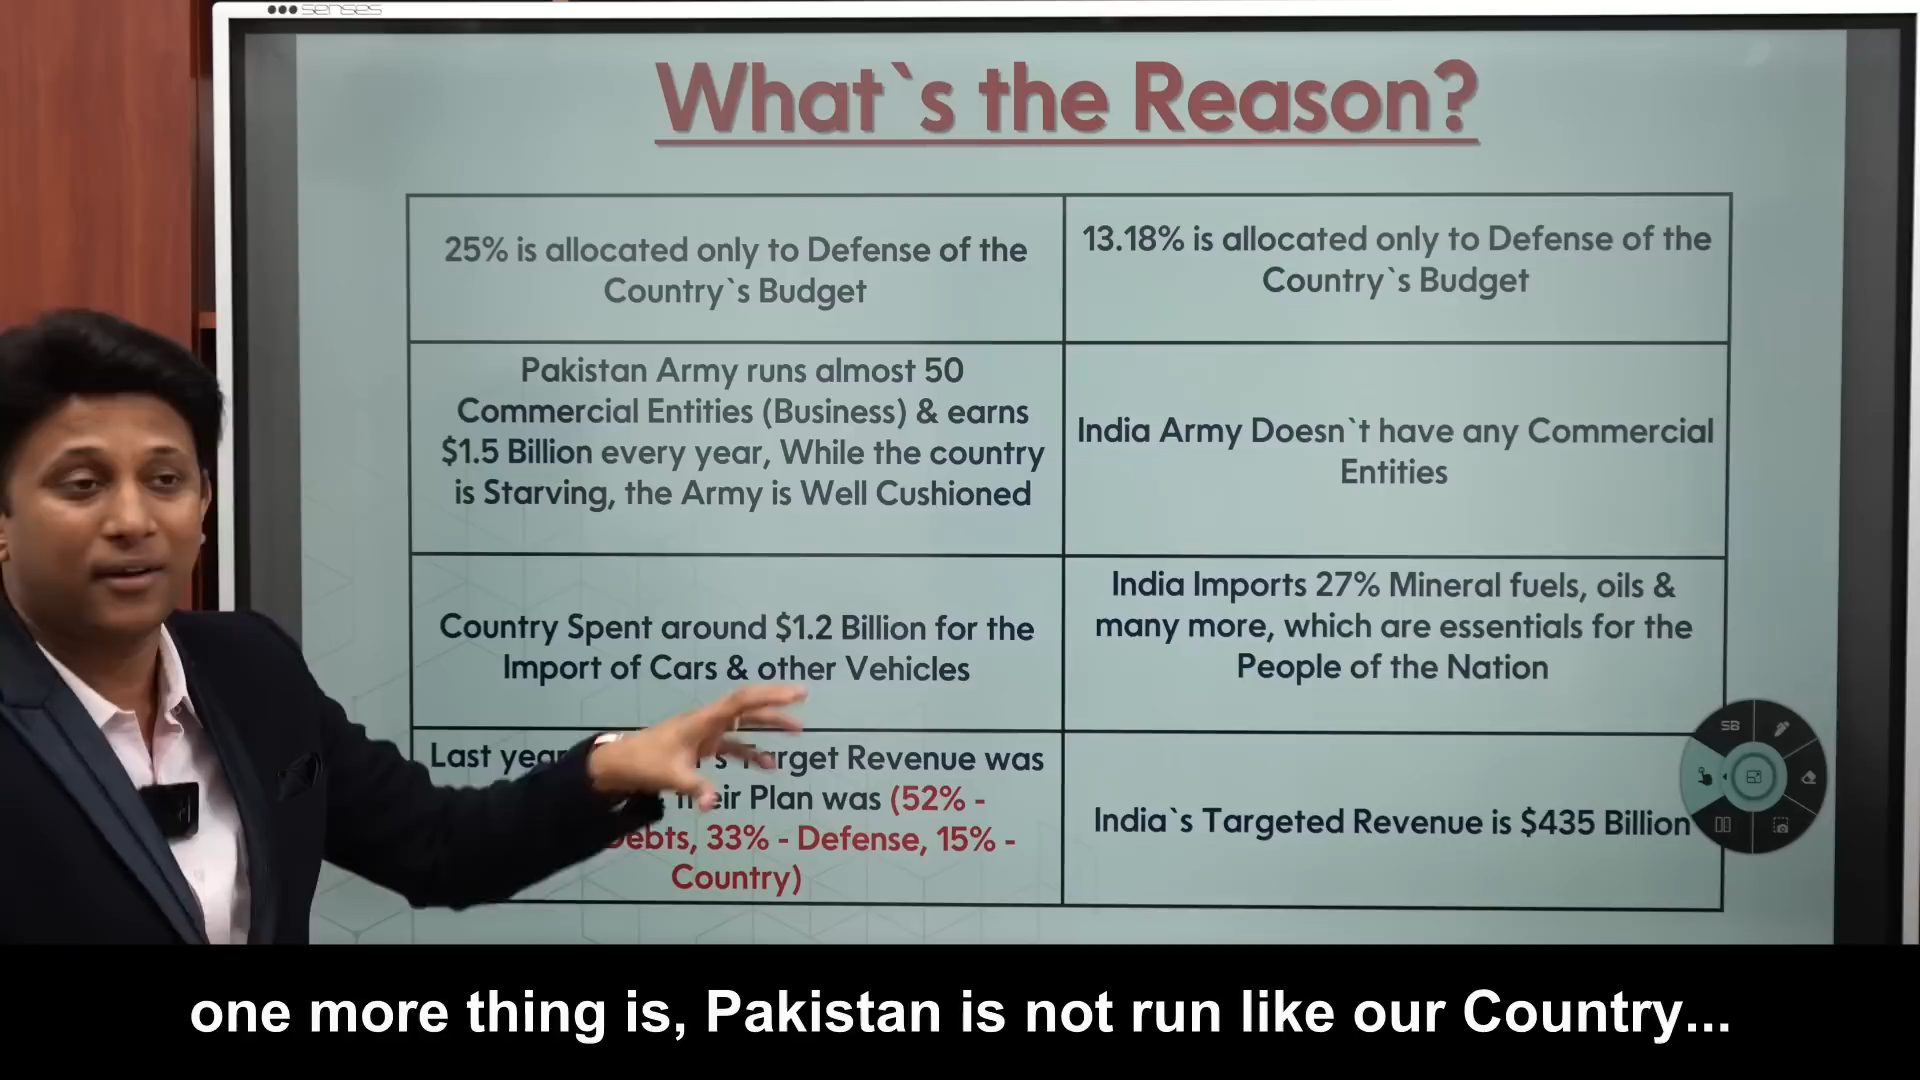 senses
What`s the Reason?
25% is allocated only to Defense of the
Country`s Budget
13.18% is allocated only to Defense of the
Country`s Budget
Pakistan Army runs almost 50
Commercial Entities (Business) & earns
$1.5 Billion every year, While the country
is Starving, the Army is Well Cushioned
India Army Doesn`t have any Commercial
Entities
Country Spent around $1.2 Billion for the
Import of Cars & other Vehicles
India Imports 27% Mineral fuels, oils &
many more, which are essentials for the
People of the Nation
Last year Target Revenue was
Plan was (52% -
33% - Defense, 15% -
Country)
India`s Targeted Revenue is $435 Billion
SB
one more thing is, Pakistan is not run like our Country...